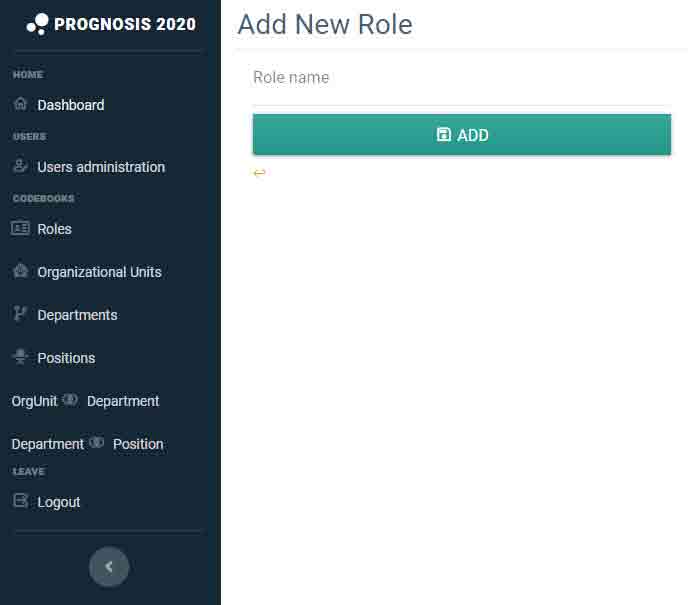 PROGNOSIS 2020
HOME
Dashboard
USERS
Users administration
CODEBOOKS
Roles
Organizational Units
Departments
Positions
OrgUnit Department
Department Position
LEAVE
Logout
Add New Role
Role name
ADD